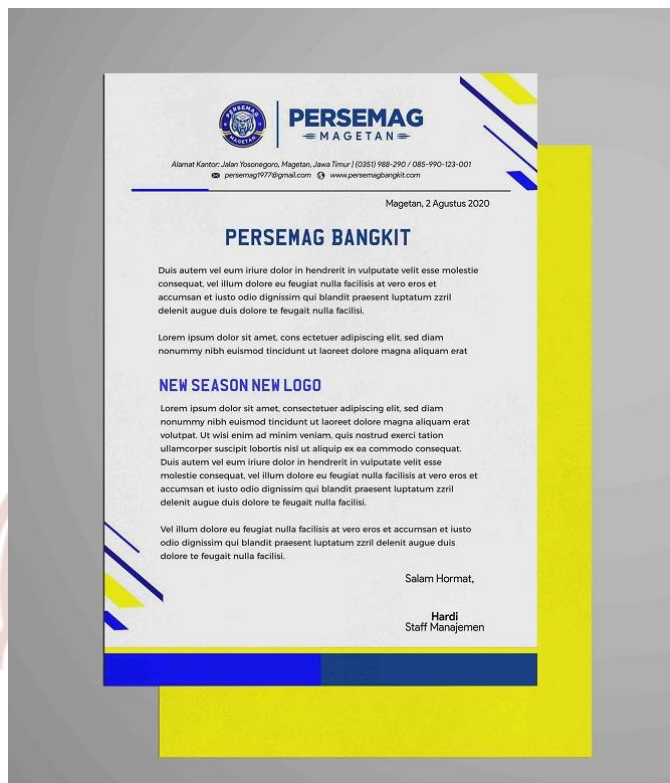 PERSEMAG
MAGETAN
PERSEMAG
MAGETAN
Alamat Kantor: Jalan Yosonegoro, Magetan, Jawa Timur | (0351) 988-290 / 085-990-123-001
persemag1977@gmail.com www.persemagbangkit.com
Magetan, 2 Agustus 2020
PERSEMAG BANGKIT
Duis autem vel eum iriure dolor in hendrerit in vulputate velit esse molestie
consequat, vel illum dolore eu feugiat nulla facilisis at vero eros et
accumsan et iusto odio dignissim qui blandit praesent luptatum zzril
delenit augue duis dolore te feugait nulla facilisi.
Lorem ipsum dolor sit amet, cons ectetuer adipiscing elit, sed diam
nonummy nibh euismod tincidunt ut laoreet dolore magna aliquam erat
NEW SEASON NEW LOGO
Lorem ipsum dolor sit amet, consectetuer adipiscing elit, sed diam
nonummy nibh euismod tincidunt ut laoreet dolore magna aliquam erat
volutpat. Ut wisi enim ad minim veniam, quis nostrud exerci tation
ullamcorper suscipit lobortis nisl ut aliquip ex ea commodo consequat.
Duis autem vel eum iriure dolor in hendrerit in vulputate velit esse
molestie consequat, vel illum dolore eu feugiat nulla facilisis at vero eros et
accumsan et iusto odio dignissim qui blandit praesent luptatum zzril
delenit augue duis dolore te feugait nulla facilisi.
Vel illum dolore eu feugiat nulla facilisis at vero eros et accumsan et iusto
odio dignissim qui blandit praesent luptatum zzril delenit augue duis
dolore te feugait nulla facilisi.
Salam Hormat,
Hardi
Staff Manajemen